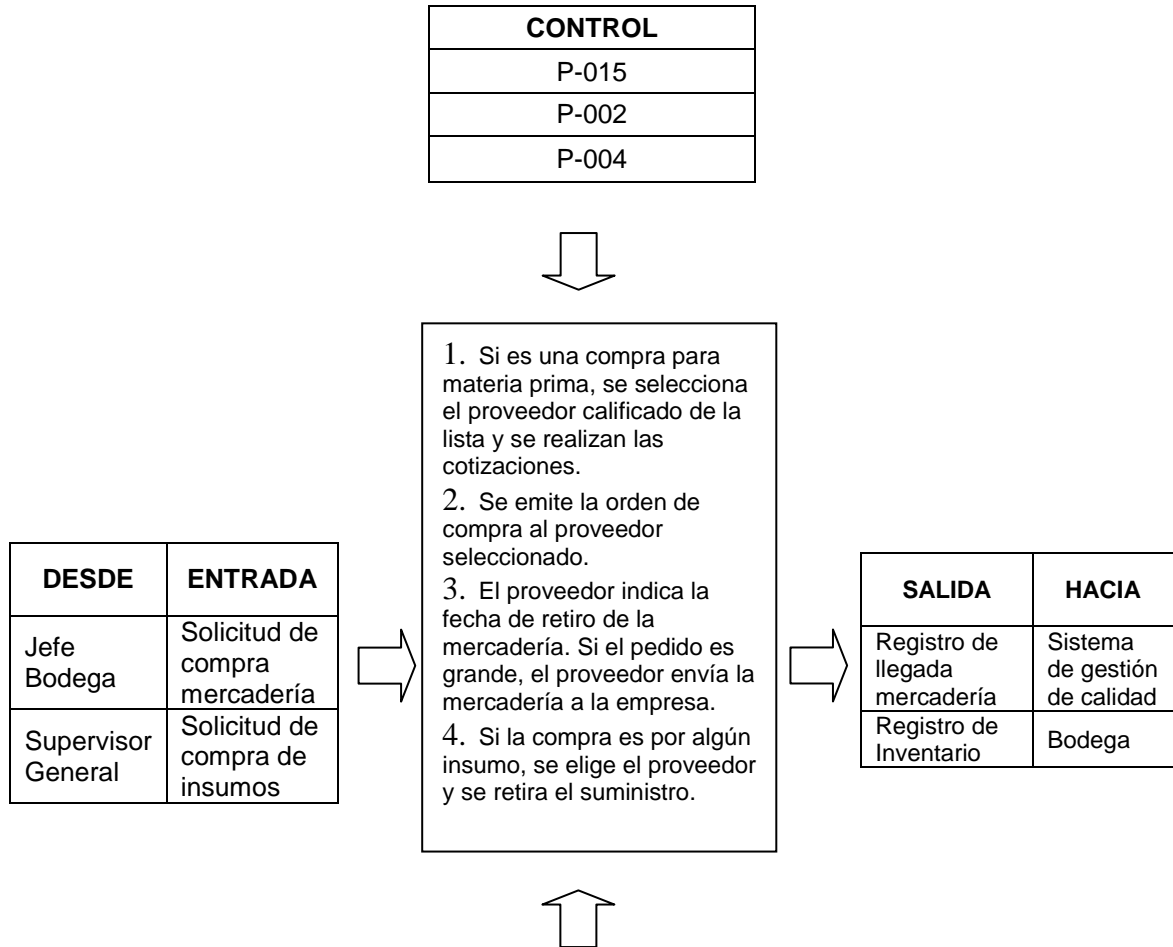 CONTROL
P-015
P-002
P-004
DESDE
ENTRADA
Jefe
Bodega
Solicitud de
compra
mercadería
Supervisor
General
Solicitud de
compra de
insumos
1. Si es una compra para
materia prima, se selecciona
el proveedor calificado de la
lista y se realizan las
cotizaciones.
2. Se emite la orden de
compra al proveedor
seleccionado.
3. El proveedor indica la
fecha de retiro de la
mercadería. Si el pedido es
grande, el proveedor envía la
mercadería a la empresa.
4. Si la compra es por algún
insumo, se elige el proveedor
y se retira el suministro.
SALIDA
HACIA
Registro de
llegada
mercadería
Sistema
de gestión
de calidad
Registro de
Inventario
Bodega